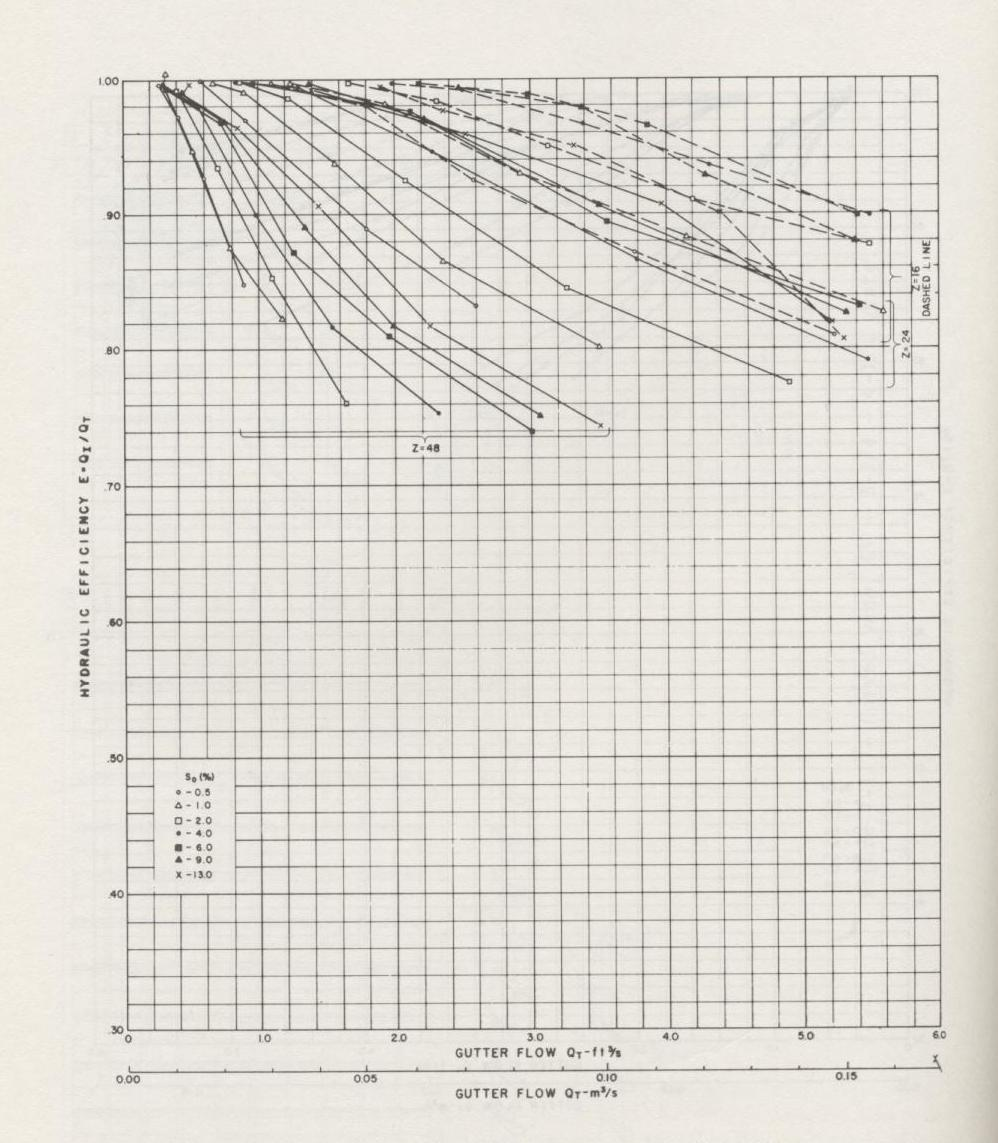 1.00
.90
.80
.70
.60
.50
.40
.30
HYDRAULIC EFFICIENCY E=QI/QT
Z=16
DASHED LINE
Z=24
Z=48
S0 (%)
○ - 0.5
△ - 1.0
□ - 2.0
• - 4.0
■ - 6.0
▲ - 9.0
X - 13.0
0 1.0 2.0 3.0 4.0 5.0 6.0
GUTTER FLOW QT-ft³/s
0.00 0.05 0.10 0.15
GUTTER FLOW QT-m³/s